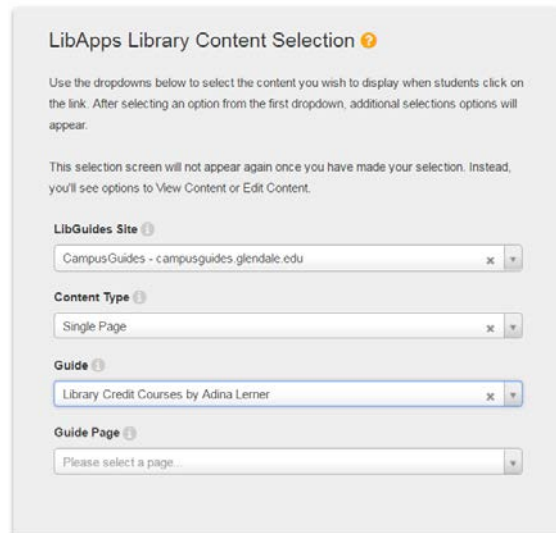 LibApps Library Content Selection ?
Use the dropdowns below to select the content you wish to display when students click on
the link. After selecting an option from the first dropdown, additional selections options will
appear.
This selection screen will not appear again once you have made your selection. Instead,
you'll see options to View Content or Edit Content.
LibGuides Site i
CampusGuides - campusguides.glendale.edu ×
Content Type i
Single Page ×
Guide i
Library Credit Courses by Adina Lerner ×
Guide Page i
Please select a page...